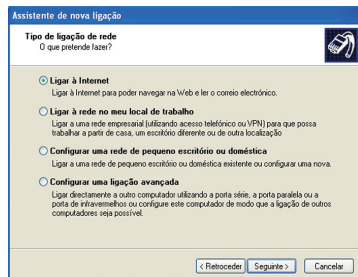 Assistente de nova ligação
Tipo de ligação de rede
O que pretende fazer?
Ligar à Internet
Ligar à Internet para poder navegar na Web e ler o correio electrónico.
Ligar à rede no meu local de trabalho
Ligar a uma rede empresarial (utilizando acesso telefónico ou VPN) para que possa
trabalhar a partir de casa, um escritório diferente ou de outra localização
Configurar uma rede de pequeno escritório ou doméstica
Ligar a uma rede de pequeno escritório ou doméstica existente ou configurar uma nova.
Configurar uma ligação avançada
Ligar directamente a outro computador utilizando a porta série, a porta paralela ou a
porta de infravermelhos ou configure este computador de modo que a ligação de outros
computadores seja possível.
< Retroceder Seguinte > Cancelar